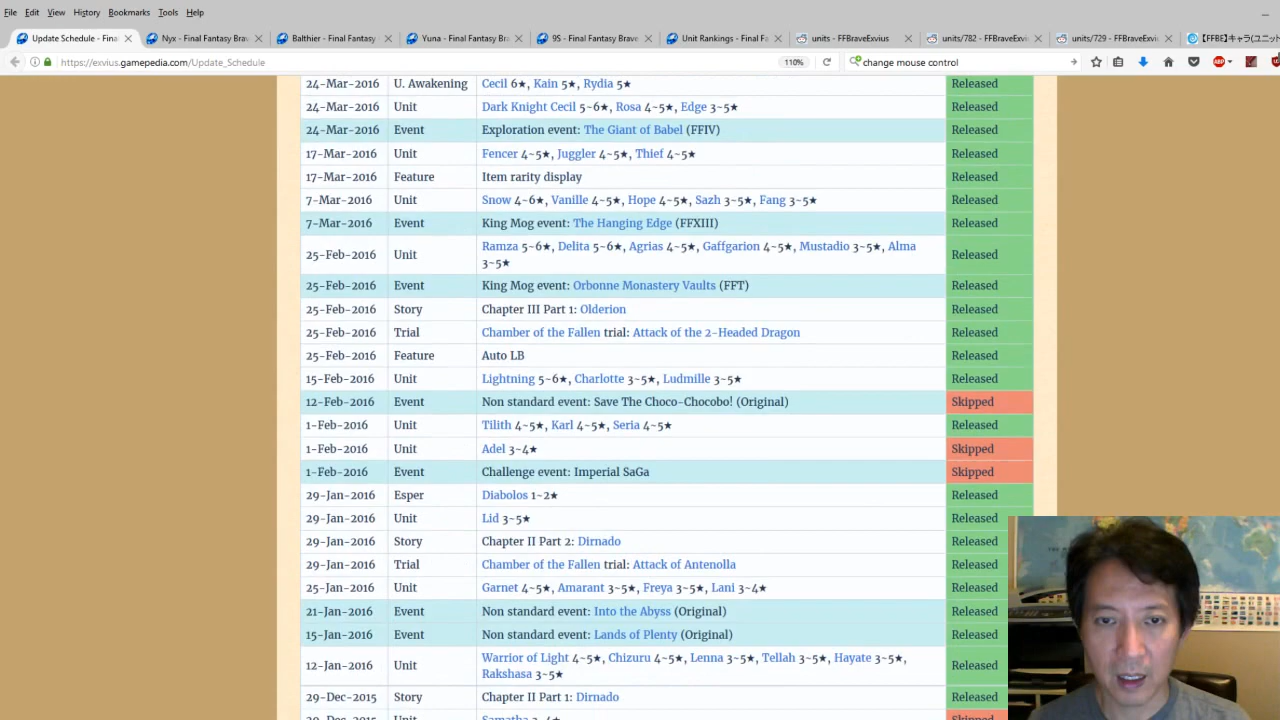 File Edit View History Bookmarks Tools Help
Update Schedule - Fina Nyx - Final Fantasy Brav Balthier - Final Fantasy Yuna - Final Fantasy Bra 9S - Final Fantasy Brave Unit Rankings - Final Fa units - FFBraveExvius units/782 - FFBraveExvi units/729 - FFBraveExvi 【FFBE】キャラ(ユニット
https://exvius.gamepedia.com/Update_Schedule 110% change mouse control ABP
24-Mar-2016 U. Awakening Cecil 6★, Kain 5★, Rydia 5★ Released
24-Mar-2016 Unit Dark Knight Cecil 5~6★, Rosa 4~5★, Edge 3~5★ Released
24-Mar-2016 Event Exploration event: The Giant of Babel (FFIV) Released
17-Mar-2016 Unit Fencer 4~5★, Juggler 4~5★, Thief 4~5★ Released
17-Mar-2016 Feature Item rarity display Released
7-Mar-2016 Unit Snow 4~6★, Vanille 4~5★, Hope 4~5★, Sazh 3~5★, Fang 3~5★ Released
7-Mar-2016 Event King Mog event: The Hanging Edge (FFXIII) Released
25-Feb-2016 Unit Ramza 5~6★, Delita 5~6★, Agrias 4~5★, Gaffgarion 4~5★, Mustadio 3~5★, Alma
3~5★ Released
25-Feb-2016 Event King Mog event: Orbonne Monastery Vaults (FFT) Released
25-Feb-2016 Story Chapter III Part 1: Olderion Released
25-Feb-2016 Trial Chamber of the Fallen trial: Attack of the 2-Headed Dragon Released
25-Feb-2016 Feature Auto LB Released
15-Feb-2016 Unit Lightning 5~6★, Charlotte 3~5★, Ludmille 3~5★ Released
12-Feb-2016 Event Non standard event: Save The Choco-Chocobo! (Original) Skipped
1-Feb-2016 Unit Tilith 4~5★, Karl 4~5★, Seria 4~5★ Released
1-Feb-2016 Unit Adel 3~4★ Skipped
1-Feb-2016 Event Challenge event: Imperial SaGa Skipped
29-Jan-2016 Esper Diabolos 1~2★ Released
29-Jan-2016 Unit Lid 3~5★ Released
29-Jan-2016 Story Chapter II Part 2: Dirnado Released
29-Jan-2016 Trial Chamber of the Fallen trial: Attack of Antenolla Released
25-Jan-2016 Unit Garnet 4~5★, Amarant 3~5★, Freya 3~5★, Lani 3~4★ Released
21-Jan-2016 Event Non standard event: Into the Abyss (Original) Released
15-Jan-2016 Event Non standard event: Lands of Plenty (Original) Released
12-Jan-2016 Unit Warrior of Light 4~5★, Chizuru 4~5★, Lenna 3~5★, Tellah 3~5★, Hayate 3~5★,
Rakshasa 3~5★ Released
29-Dec-2015 Story Chapter II Part 1: Dirnado Released
29-Dec-2015 Unit Samatha 3~4★ Skipped